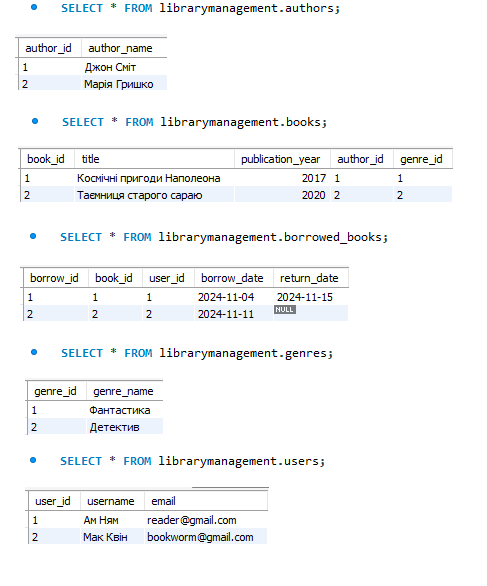 SELECT * FROM librarymanagement.authors;
author_id author_name
1 Джон Сміт
2 Марія Гришко
SELECT * FROM librarymanagement.books;
book_id title publication_year author_id genre_id
1 Космічні пригоди Наполеона 2017 1 1
2 Таємниця старого сараю 2020 2 2
SELECT * FROM librarymanagement.borrowed_books;
borrow_id book_id user_id borrow_date return_date
1 1 1 2024-11-04 2024-11-15
2 2 2 2024-11-11 NULL
SELECT * FROM librarymanagement.genres;
genre_id genre_name
1 Фантастика
2 Детектив
SELECT * FROM librarymanagement.users;
user_id username email
1 Ам Ням reader@gmail.com
2 Мак Квін bookworm@gmail.com